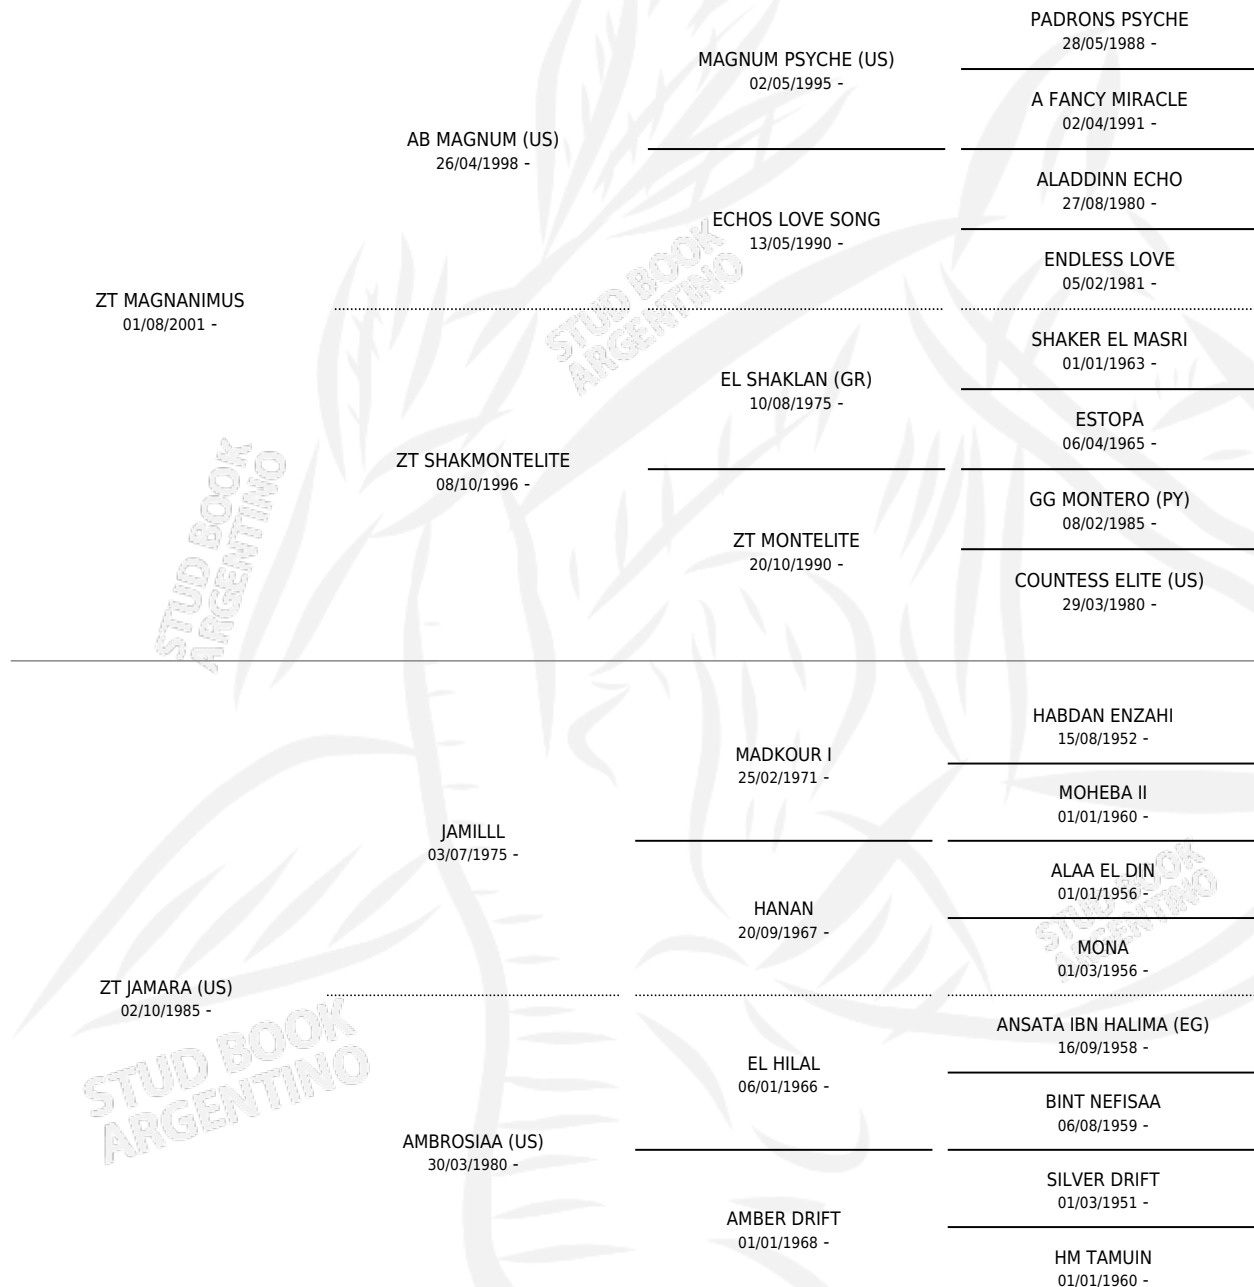 PADRONS PSYCHE
28/05/1988 -
MAGNUM PSYCHE (US)
02/05/1995 -
A FANCY MIRACLE
02/04/1991 -
AB MAGNUM (US)
26/04/1998 -
ALADDINN ECHO
27/08/1980 -
ECHOS LOVE SONG
13/05/1990 -
ENDLESS LOVE
05/02/1981 -
ZT MAGNANIMUS
01/08/2001 -
SHAKER EL MASRI
01/01/1963 -
EL SHAKLAN (GR)
10/08/1975 -
ESTOPA
06/04/1965 -
ZT SHAKMONTELITE
08/10/1996 -
GG MONTERO (PY)
08/02/1985 -
ZT MONTELITE
20/10/1990 -
COUNTESS ELITE (US)
29/03/1980 -
HABDAN ENZAHI
15/08/1952 -
MADKOUR I
25/02/1971 -
MOHEBA II
01/01/1960 -
JAMILLL
03/07/1975 -
ALAA EL DIN
01/01/1956 -
HANAN
20/09/1967 -
MONA
01/03/1956 -
ZT JAMARA (US)
02/10/1985 -
ANSATA IBN HALIMA (EG)
16/09/1958 -
EL HILAL
06/01/1966 -
BINT NEFISAA
06/08/1959 -
AMBROSIAA (US)
30/03/1980 -
SILVER DRIFT
01/03/1951 -
AMBER DRIFT
01/01/1968 -
HM TAMUIN
01/01/1960 -
STUD BOOK
ARGENTINO
STUD BOOK
ARGENTINO
STUD BOOK
ARGENTINO
STUD BOOK
ARGENTINO